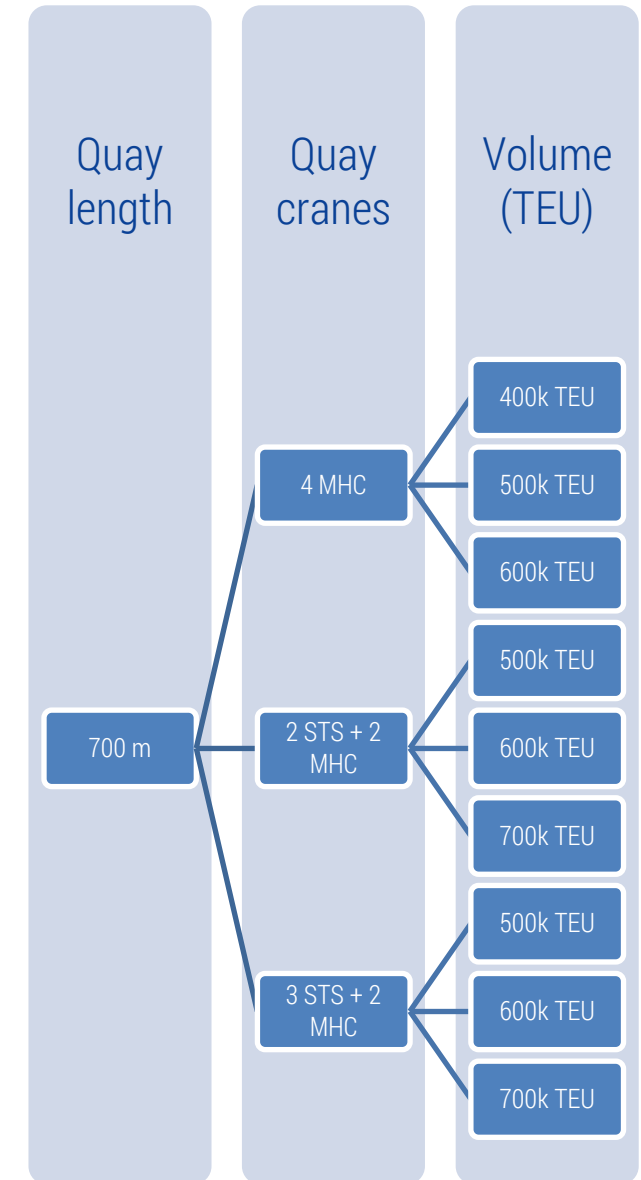 Quay
length
Quay
cranes
Volume
(TEU)
700 m
4 MHC
2 STS + 2
MHC
3 STS + 2
MHC
400k TEU
500k TEU
600k TEU
500k TEU
600k TEU
700k TEU
500k TEU
600k TEU
700k TEU